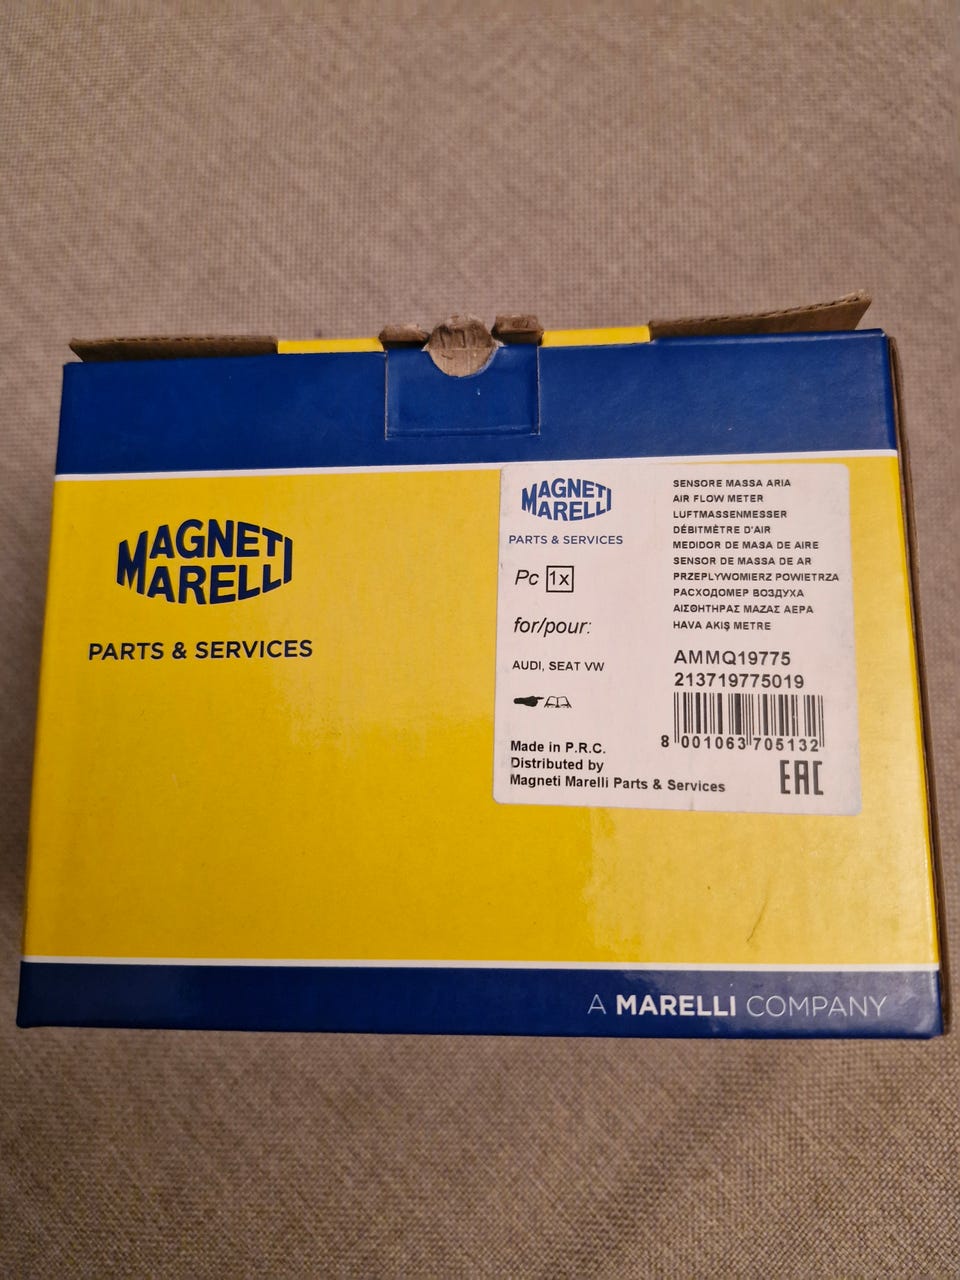 MAGNETI
MARELLI
PARTS & SERVICES
MAGNETI
MARELLI
PARTS & SERVICES
Pc 1x
for/pour:
AUDI, SEAT VW
Made in P.R.C.
Distributed by
Magneti Marelli Parts & Services
SENSORE MASSA ARIA
AIR FLOW METER
LUFTMASSENMESSER
DÉBITMÈTRE D'AIR
MEDIDOR DE MASA DE AIRE
SENSOR DE MASSA DE AR
PRZEPLYWOMIERZ POWIETRZA
РАСХОДОМЕР ВОЗДУХА
ΑΙΣΘΗΤΗΡΑΣ ΜΑΖΑΣ ΑΕΡΑ
HAVA AKIŞ METRE
AMMQ19775
213719775019
8 001063 705132
EAC
A MARELLI COMPANY